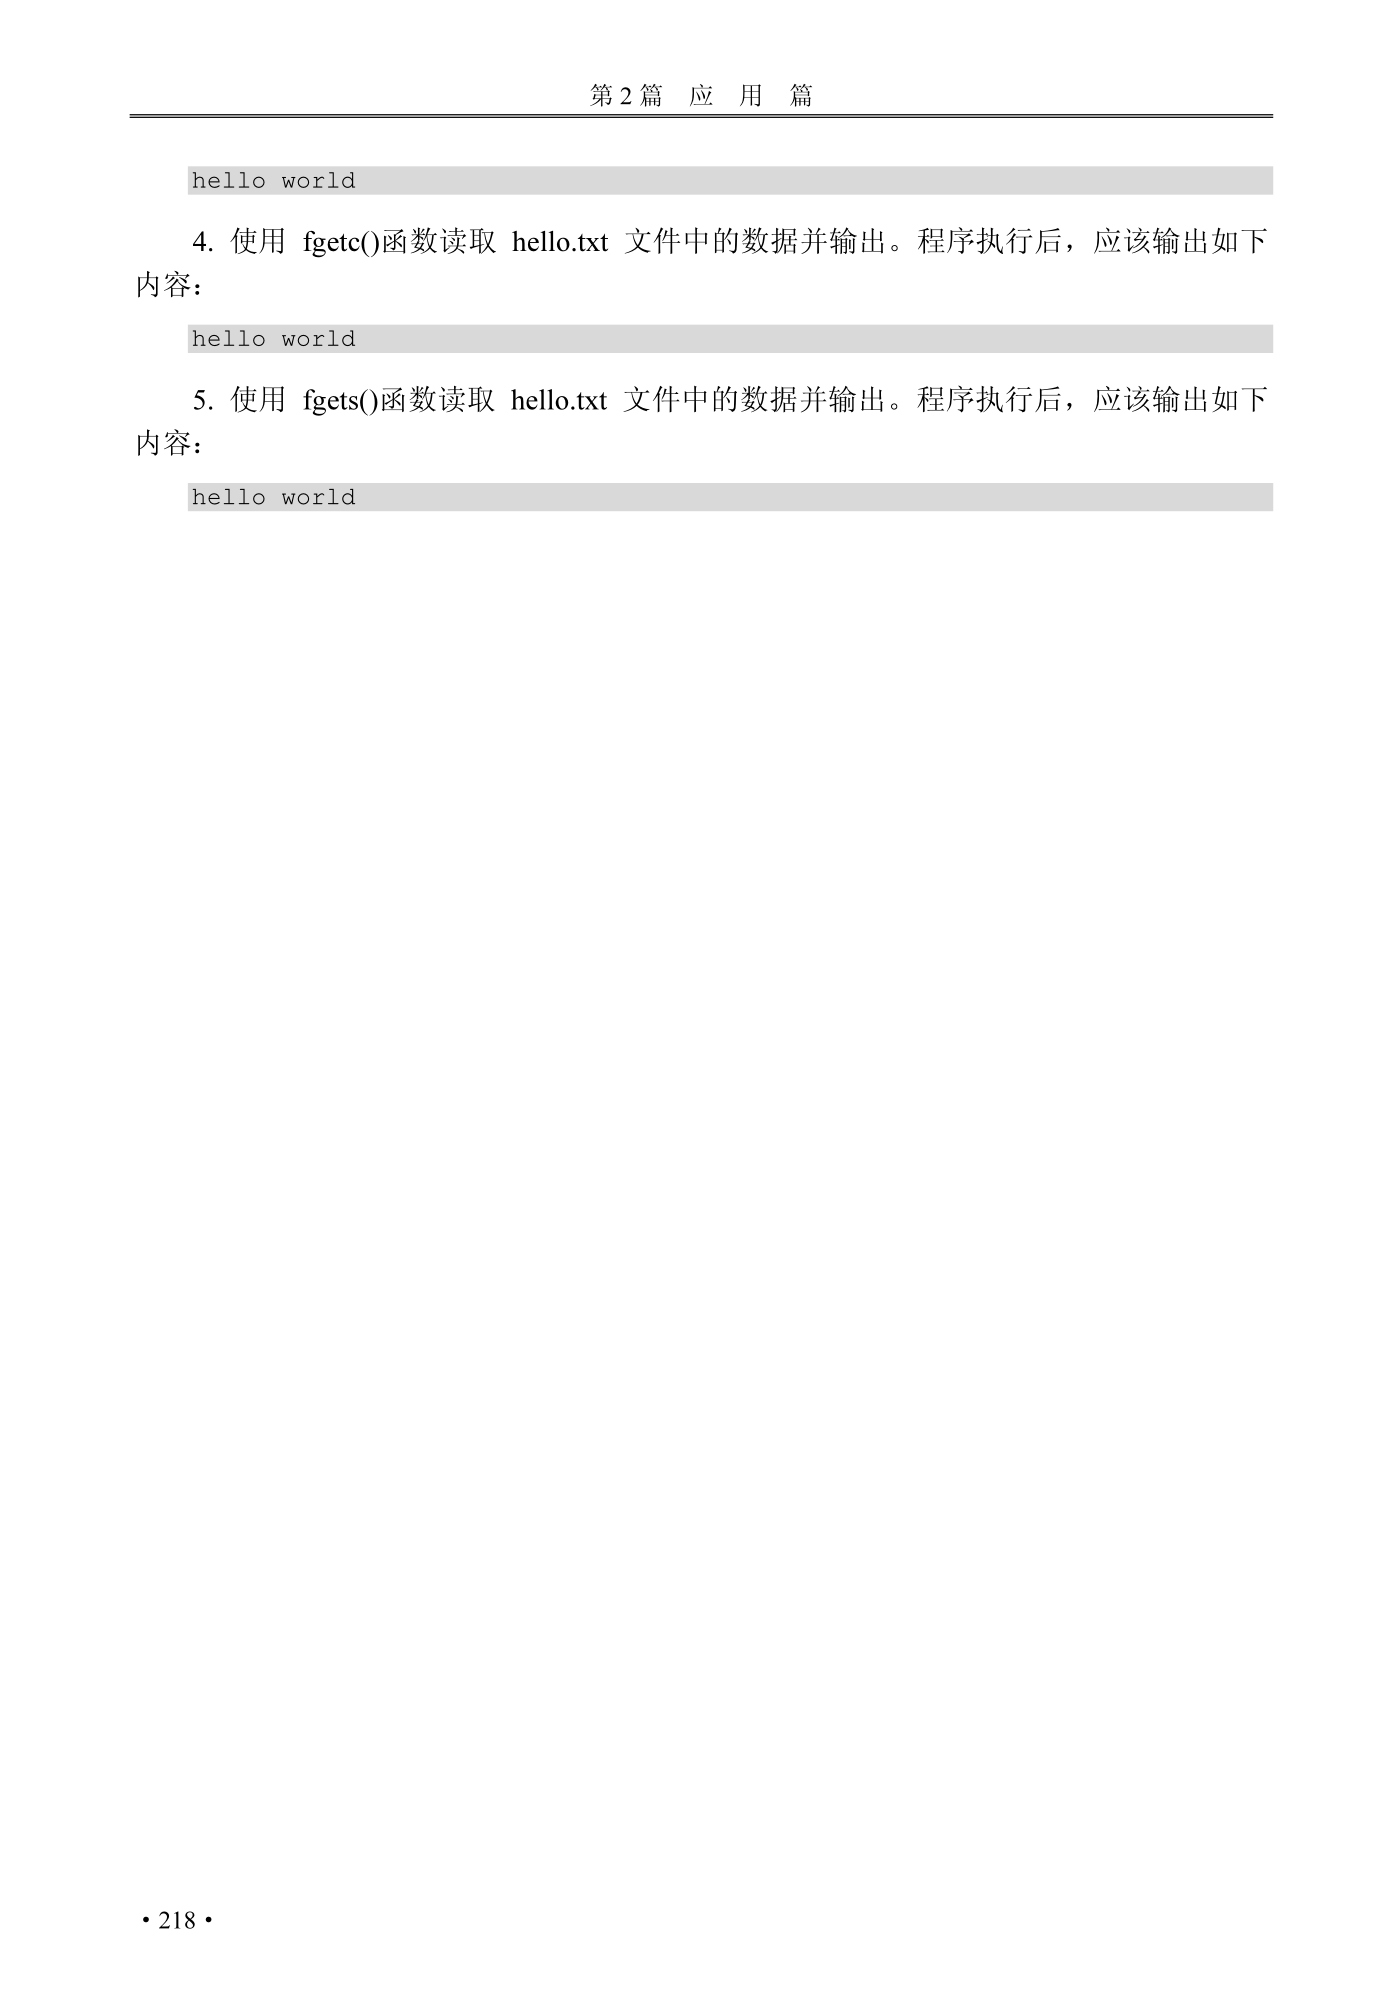 第 2 篇　应　用　篇
hello world
4. 使用 fgetc()函数读取 hello.txt 文件中的数据并输出。程序执行后，应该输出如下
内容：
hello world
5. 使用 fgets()函数读取 hello.txt 文件中的数据并输出。程序执行后，应该输出如下
内容：
hello world
·218·